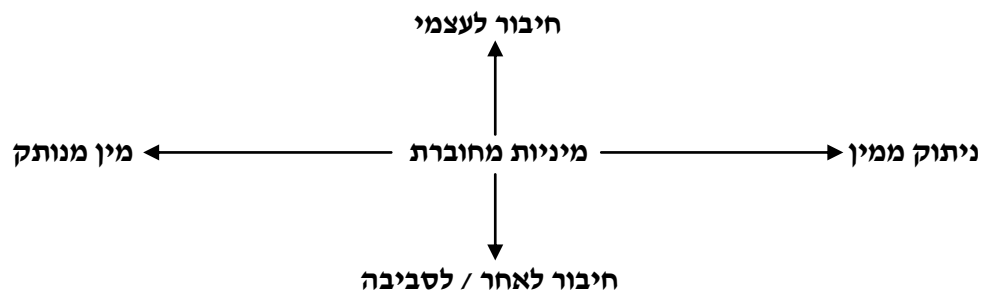 חיבור לעצמי
ניתוק ממין מיניות מחוברת מין מנותק
חיבור לאחר / לסביבה